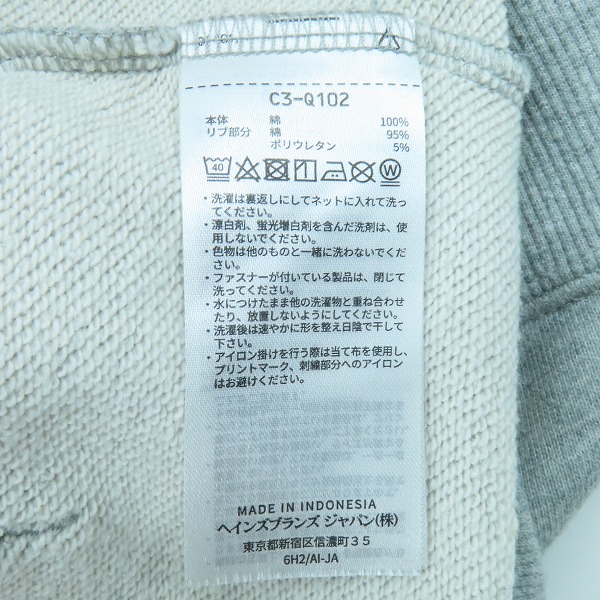 C3-Q102
本体 綿 100%
リブ部分 綿 95%
ポリウレタン 5%
40 W
・洗濯は裏返しにしてネットに入れて洗っ
てください。
・漂白剤、蛍光増白剤を含んだ洗剤は、使
用しないでください。
・色物は他のものと一緒に洗わないでくだ
さい。
・ファスナーが付いている製品は、閉じて
洗ってください。
・水につけたまま他の洗濯物と重ね合わせ
たり、放置しないようにしてください。
・洗濯後は速やかに形を整え日陰で干して
下さい。
・アイロン掛けを行う際は当て布を使用し、
プリントマーク、刺繍部分へのアイロン
はお避けください。
MADE IN INDONESIA
ヘインズブランズ ジャパン(株)
東京都新宿区信濃町35
6H2/AI-JA